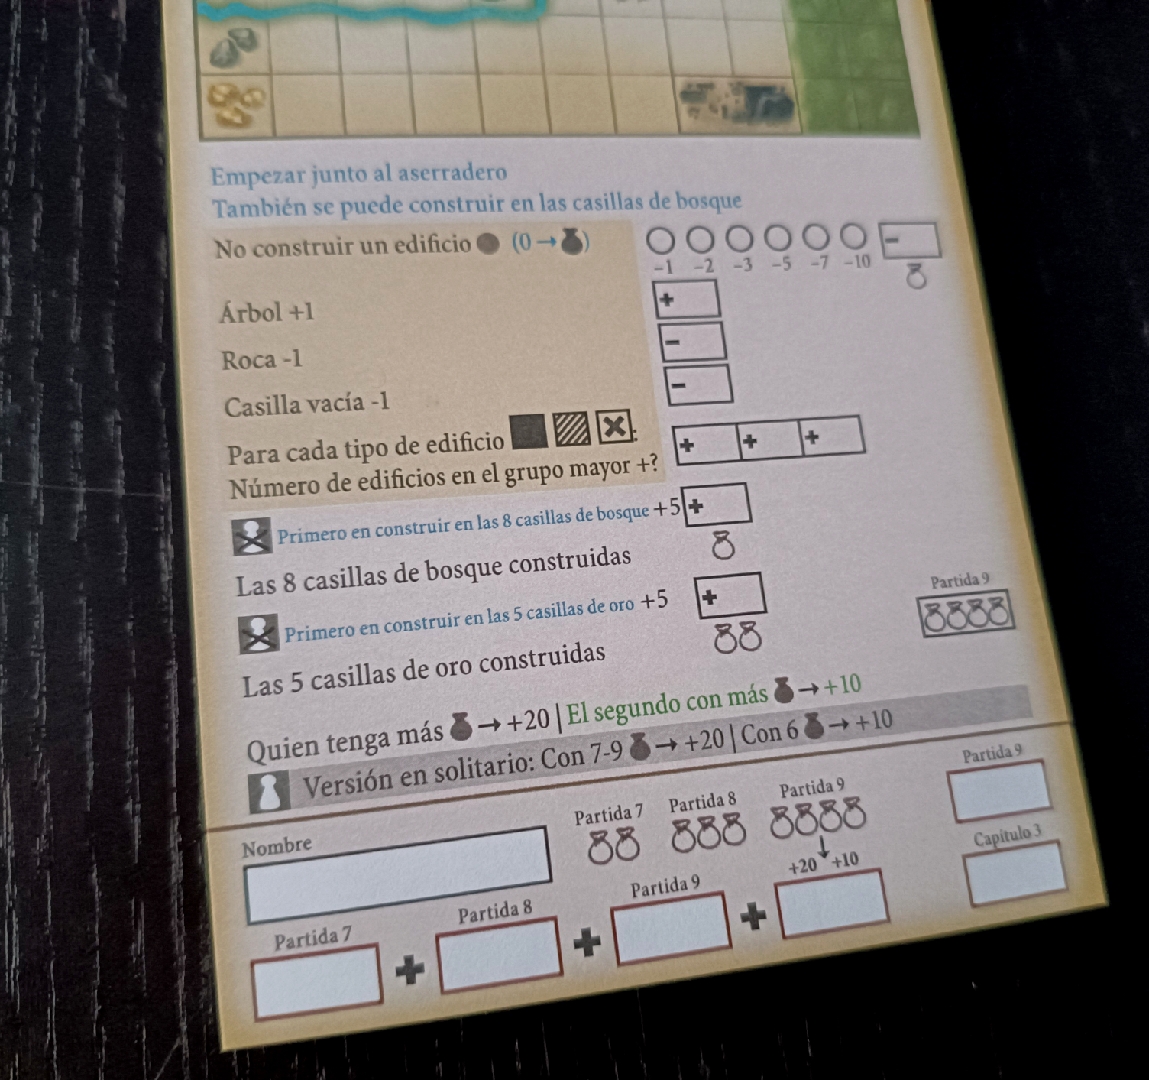 Empezar junto al aserradero
También se puede construir en las casillas de bosque
No construir un edificio (0 → )
-1 -2 -3 -5 -7 -10 -
Árbol +1 +
Roca -1 -
Casilla vacía -1 -
Para cada tipo de edificio :
Número de edificios en el grupo mayor +? + + +
Primero en construir en las 8 casillas de bosque +5 +
Las 8 casillas de bosque construidas
Primero en construir en las 5 casillas de oro +5 +
Las 5 casillas de oro construidas
Partida 9
Quien tenga más → +20 | El segundo con más → +10
Versión en solitario: Con 7-9 → +20 | Con 6 → +10
Nombre
Partida 7 Partida 8 Partida 9
+20 +10
Partida 7 + Partida 8 + Partida 9 +
Partida 9
Capítulo 3